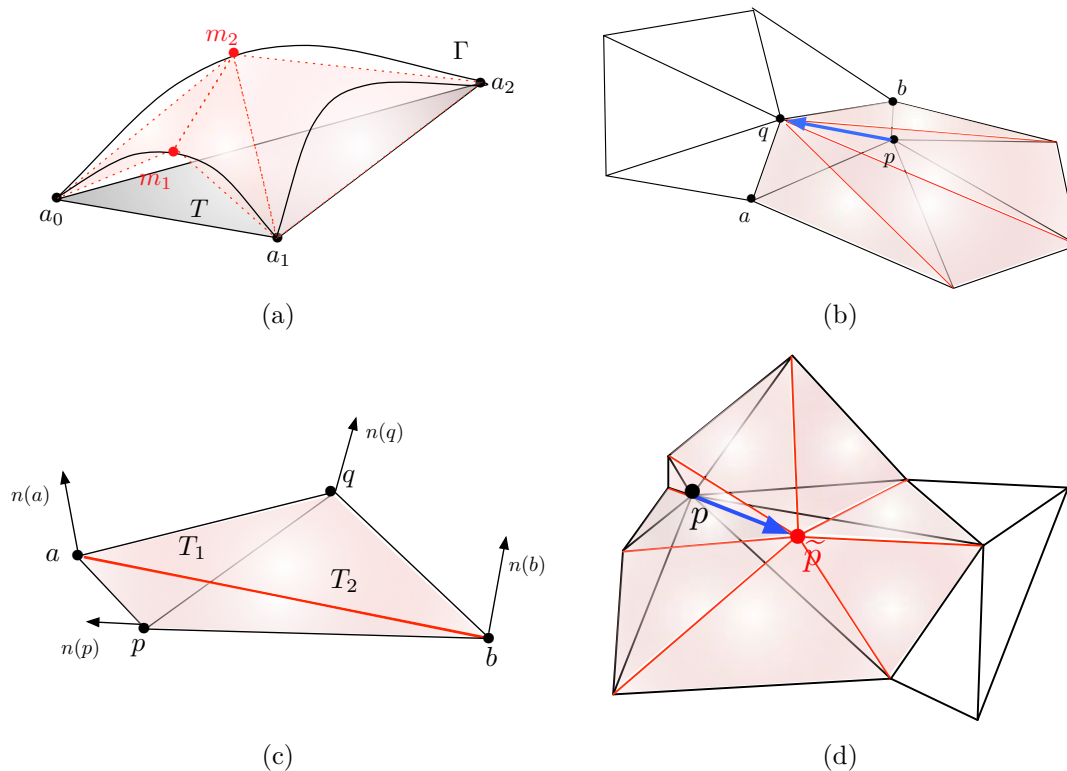 m₂
Γ
a₂
m₁
a₀
T
a₁
(a)
b
q
p
a
(b)
n(q)
n(a)
q
a
T₁
T₂
n(b)
n(p)
p
b
(c)
p
p̃
(d)